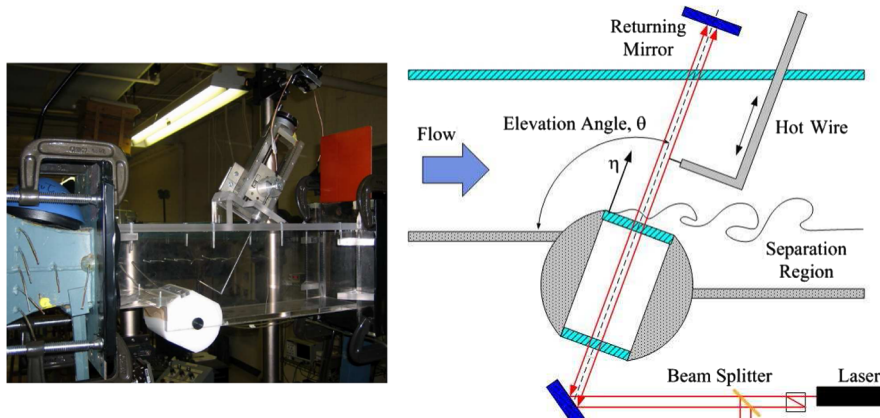 Returning
Mirror
Elevation Angle, θ
Hot Wire
Flow
η
Separation
Region
Beam Splitter
Laser